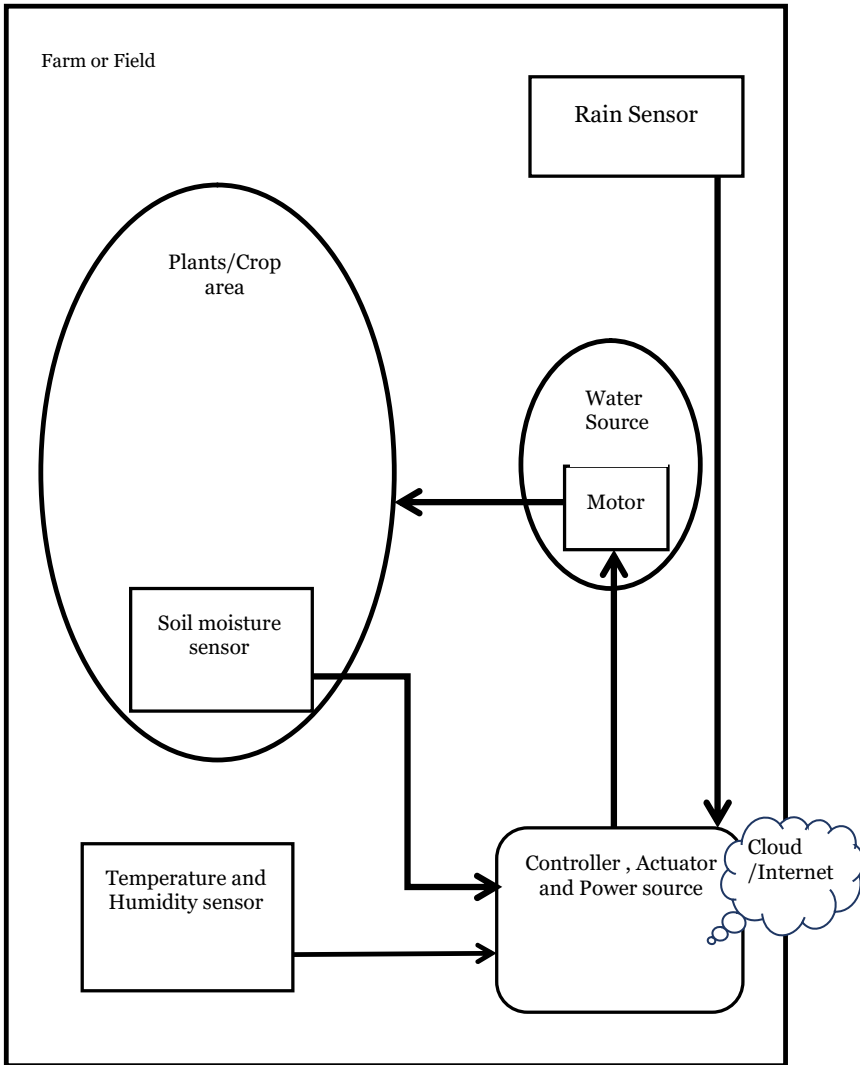 Farm or Field
Rain Sensor
Plants/Crop
area
Water
Source
Motor
Soil moisture
sensor
Temperature and
Humidity sensor
Controller , Actuator
and Power source
Cloud
/Internet